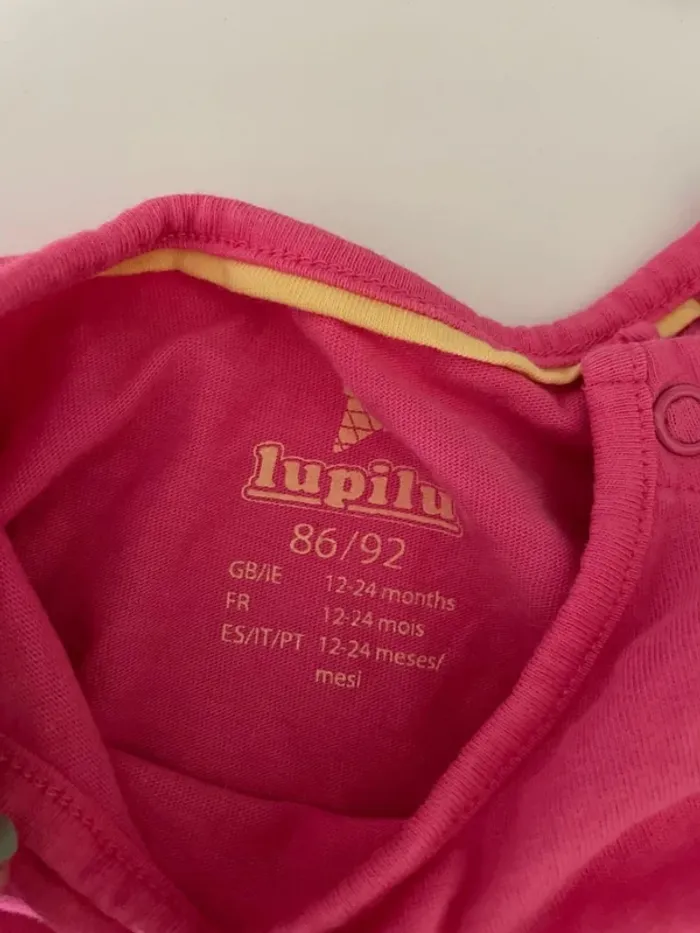 lupilu
86/92
GB/IE 12-24 months
FR 12-24 mois
ES/IT/PT 12-24 meses/
mesi